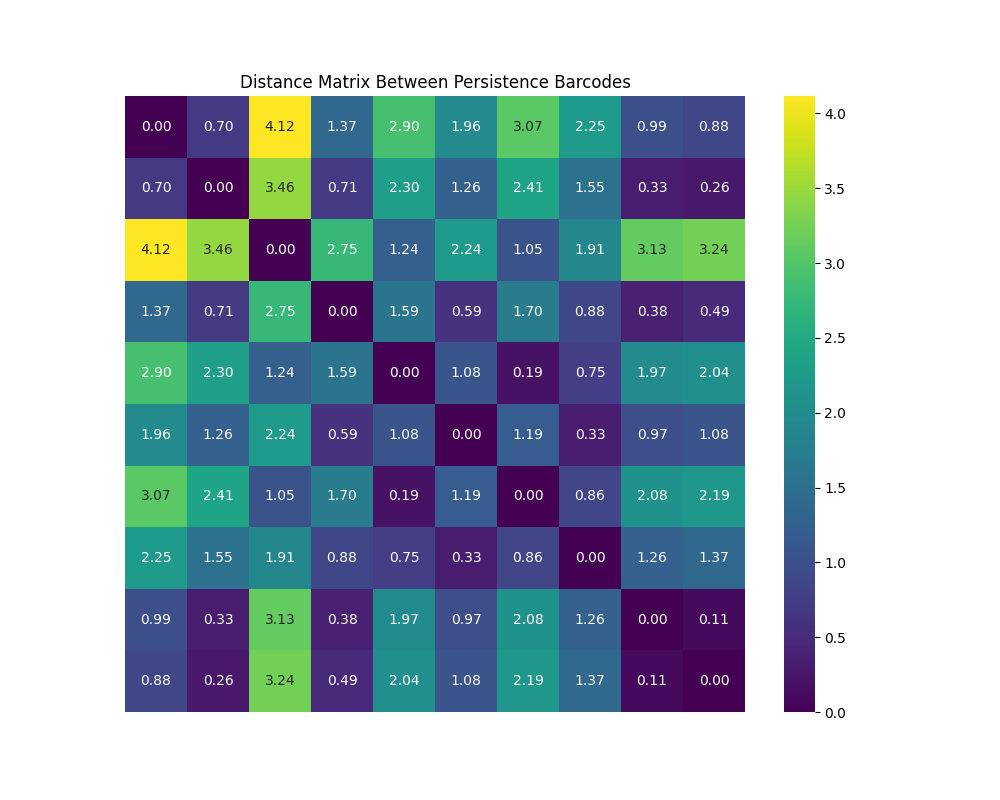 Distance Matrix Between Persistence Barcodes
0.00 0.70 4.12 1.37 2.90 1.96 3.07 2.25 0.99 0.88
0.70 0.00 3.46 0.71 2.30 1.26 2.41 1.55 0.33 0.26
4.12 3.46 0.00 2.75 1.24 2.24 1.05 1.91 3.13 3.24
1.37 0.71 2.75 0.00 1.59 0.59 1.70 0.88 0.38 0.49
2.90 2.30 1.24 1.59 0.00 1.08 0.19 0.75 1.97 2.04
1.96 1.26 2.24 0.59 1.08 0.00 1.19 0.33 0.97 1.08
3.07 2.41 1.05 1.70 0.19 1.19 0.00 0.86 2.08 2.19
2.25 1.55 1.91 0.88 0.75 0.33 0.86 0.00 1.26 1.37
0.99 0.33 3.13 0.38 1.97 0.97 2.08 1.26 0.00 0.11
0.88 0.26 3.24 0.49 2.04 1.08 2.19 1.37 0.11 0.00
4.0
3.5
3.0
2.5
2.0
1.5
1.0
0.5
0.0